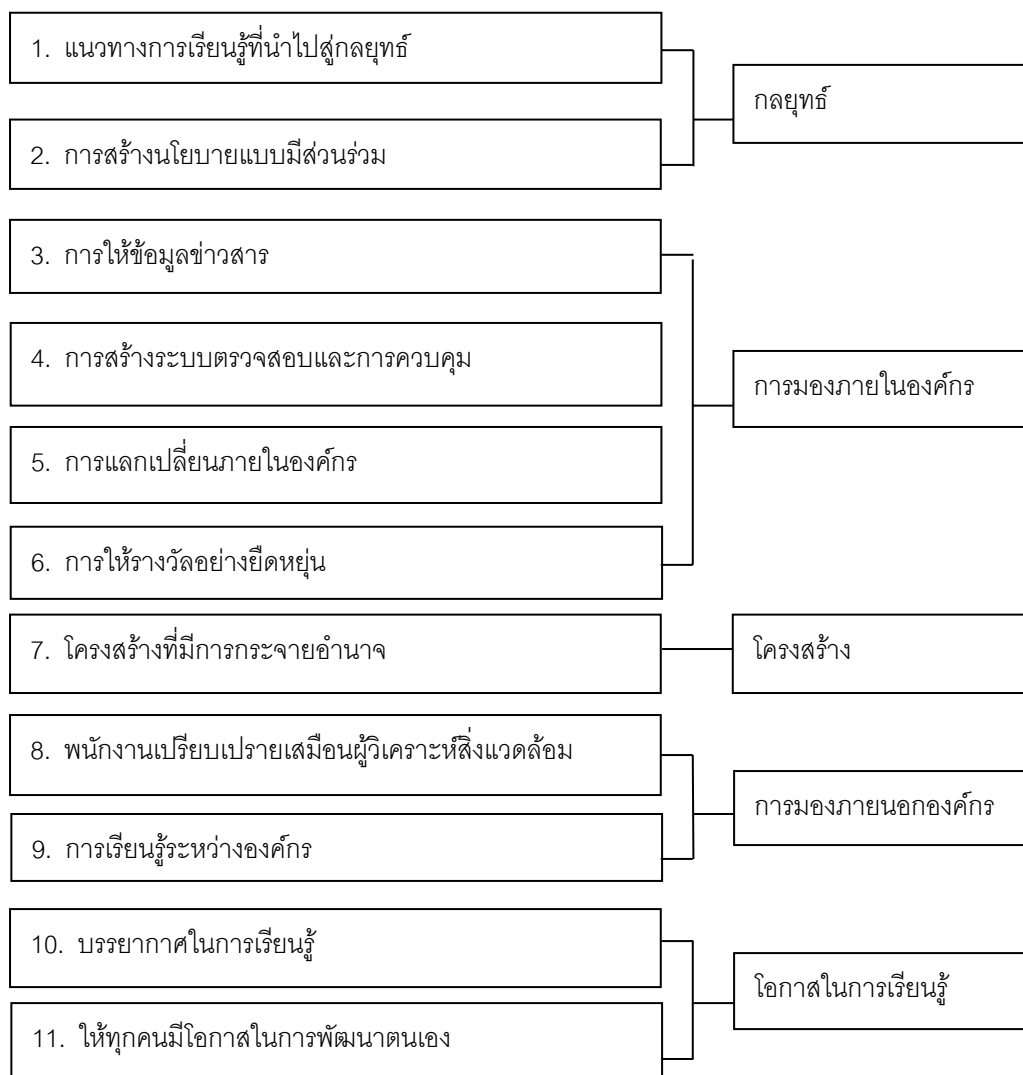 1. แนวทางการเรียนรู้ที่นำไปสู่กลยุทธ์
กลยุทธ์
2. การสร้างนโยบายแบบมีส่วนร่วม
3. การให้ข้อมูลข่าวสาร
4. การสร้างระบบตรวจสอบและการควบคุม
การมองภายในองค์กร
5. การแลกเปลี่ยนภายในองค์กร
6. การให้รางวัลอย่างยืดหยุ่น
7. โครงสร้างที่มีการกระจายอำนาจ
โครงสร้าง
8. พนักงานเปรียบเปรายเสมือนผู้วิเคราะห์สิ่งแวดล้อม
การมองภายนอกองค์กร
9. การเรียนรู้ระหว่างองค์กร
10. บรรยากาศในการเรียนรู้
โอกาสในการเรียนรู้
11. ให้ทุกคนมีโอกาสในการพัฒนาตนเอง